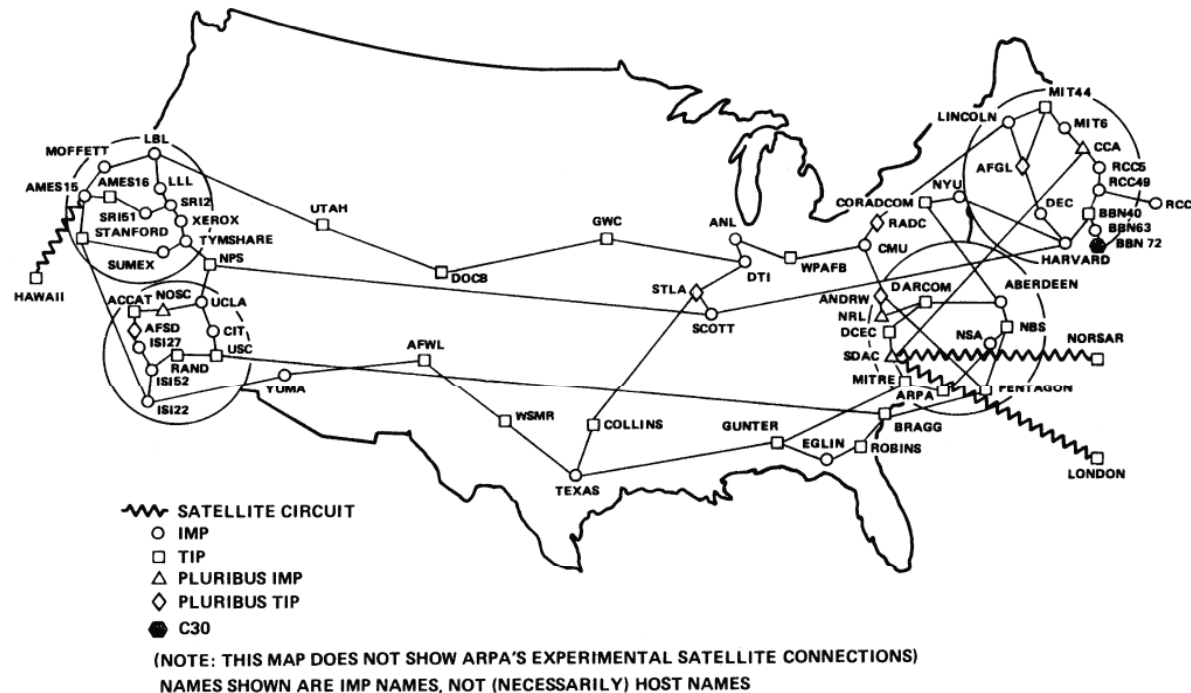 MIT44
LINCOLN
MIT6
CCA
LBL
MOFFETT
AFGL
RCC5
AMES16
AMES15
LLL
RCC49
NYU
DEC
CORADCOM
SRI2
RCC
SRI51
UTAH
GWC
ANL
RADC
BBN40
XEROX
BBN63
STANFORD
TYMSHARE
CMU
BBN 72
HARVARD
SUMEX
NPS
DOCB
WPAFB
DTI
HAWAII
STLA
ANDRW
DARCOM
ABERDEEN
ACCAT
NOSC
UCLA
NRL
SCOTT
AFSD
CIT
DCEC
NSA
NBS
NORSAR
ISI27
AFWL
SDAC
RAND
USC
ISI52
YUMA
MITRE
ARPA
PENTAGON
ISI22
WSMR
COLLINS
GUNTER
BRAGG
EGLIN
ROBINS
TEXAS
LONDON
SATELLITE CIRCUIT
IMP
TIP
PLURIBUS IMP
PLURIBUS TIP
C30
(NOTE: THIS MAP DOES NOT SHOW ARPA'S EXPERIMENTAL SATELLITE CONNECTIONS)
NAMES SHOWN ARE IMP NAMES, NOT (NECESSARILY) HOST NAMES